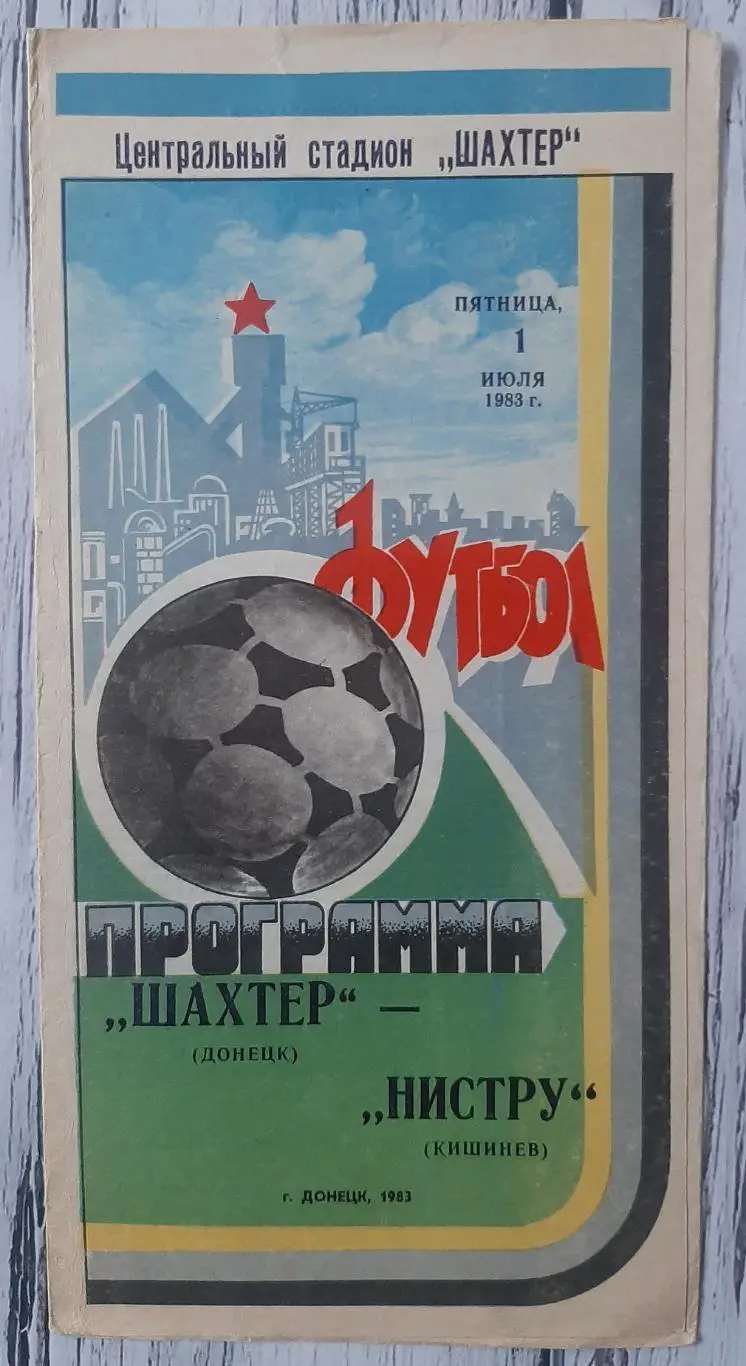 Центральный стадион „ШАХТЕР“
ПЯТНИЦА,
1
ИЮЛЯ
1983 г.
ФУТБОЛ
ПРОГРАММА
„ШАХТЕР“ —
(ДОНЕЦК)
„НИСТРУ“
(КИШИНЕВ)
г. ДОНЕЦК, 1983